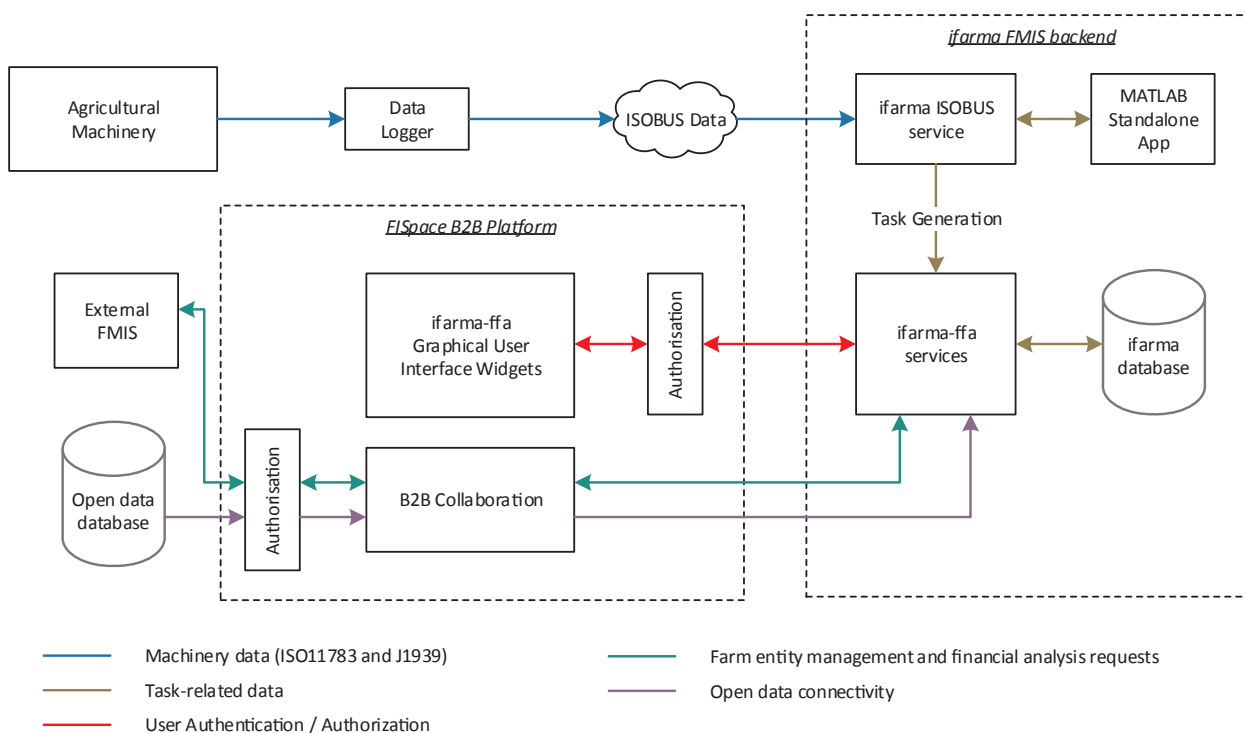 ifarma FMIS backend
Agricultural
Machinery
Data
Logger
ISOBUS Data
ifarma ISOBUS
service
MATLAB
Standalone
App
Task Generation
FISpace B2B Platform
External
FMIS
ifarma-ffa
Graphical User
Interface Widgets
Authorisation
ifarma-ffa
services
ifarma
database
Open data
database
Authorisation
B2B Collaboration
Machinery data (ISO11783 and J1939)
Task-related data
User Authentication / Authorization
Farm entity management and financial analysis requests
Open data connectivity